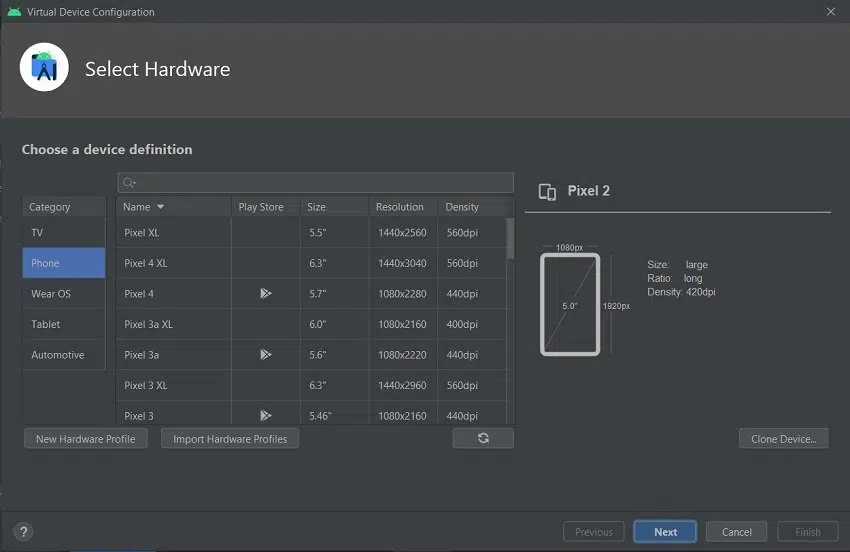 Virtual Device Configuration
Select Hardware
Choose a device definition
Category
TV
Phone
Wear OS
Tablet
Automotive
Name Play Store Size Resolution Density
Pixel XL 5.5" 1440x2560 560dpi
Pixel 4 XL 6.3" 1440x3040 560dpi
Pixel 4 5.7" 1080x2280 440dpi
Pixel 3a XL 6.0" 1080x2160 400dpi
Pixel 3a 5.6" 1080x2220 440dpi
Pixel 3 XL 6.3" 1440x2960 560dpi
Pixel 3 5.46" 1080x2160 440dpi
New Hardware Profile
Import Hardware Profiles
Pixel 2
1080px
5.0"
1920px
Size: large
Ratio: long
Density: 420dpi
Clone Device...
?
Previous
Next
Cancel
Finish